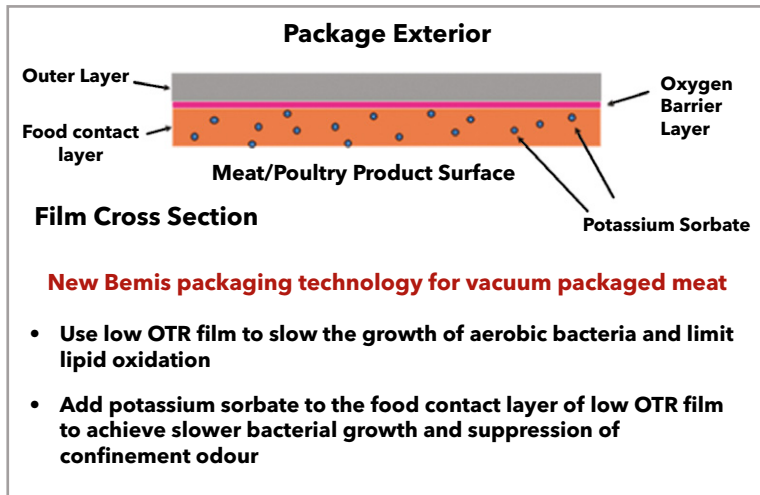 Package Exterior
Outer Layer
Oxygen
Barrier
Layer
Food contact
layer
Meat/Poultry Product Surface
Film Cross Section
Potassium Sorbate
New Bemis packaging technology for vacuum packaged meat
• Use low OTR film to slow the growth of aerobic bacteria and limit
lipid oxidation
• Add potassium sorbate to the food contact layer of low OTR film
to achieve slower bacterial growth and suppression of
confinement odour